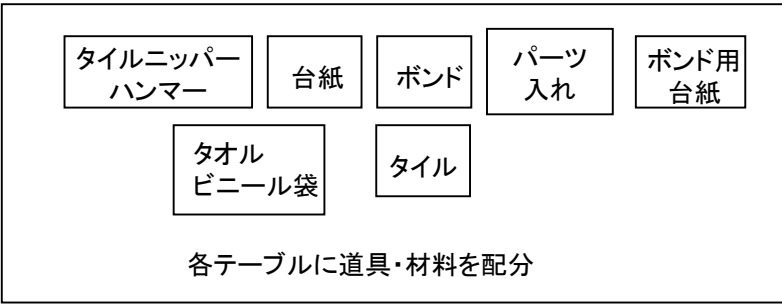 タイルニッパー
ハンマー
台紙
ボンド
パーツ
入れ
ボンド用
台紙
タオル
ビニール袋
タイル
各テーブルに道具・材料を配分